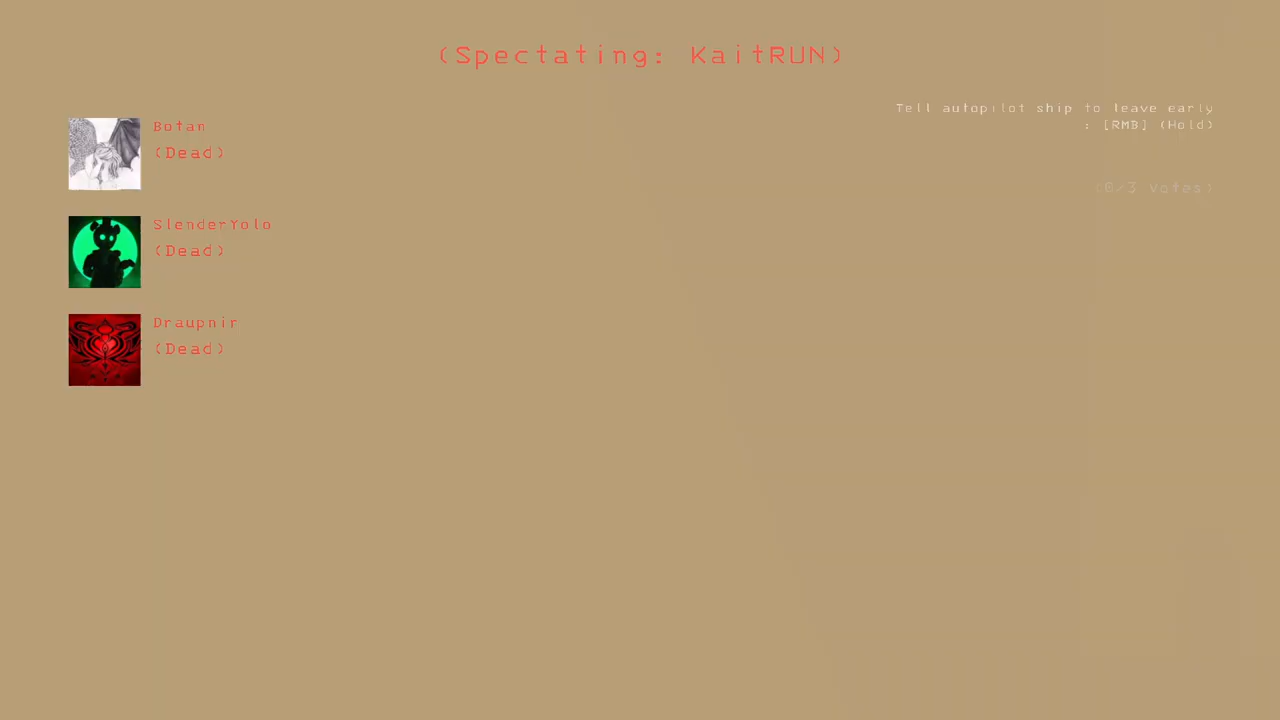 (Spectating: KaitRUN)
Tell autopilot ship to leave early
: [RMB] (Hold)
(0/3 votes)
Botan
(Dead)
SlenderYolo
(Dead)
Draupnir
(Dead)